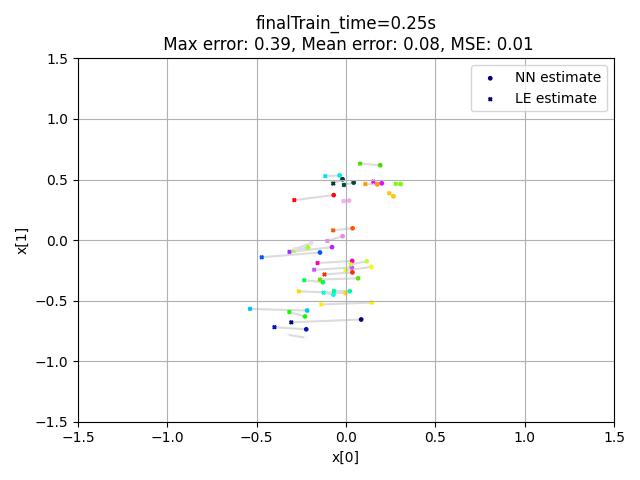 finalTrain_time=0.25s
Max error: 0.39, Mean error: 0.08, MSE: 0.01
NN estimate
LE estimate
1.5
1.0
0.5
0.0
−0.5
−1.0
−1.5
x[1]
−1.5
−1.0
−0.5
0.0
0.5
1.0
1.5
x[0]